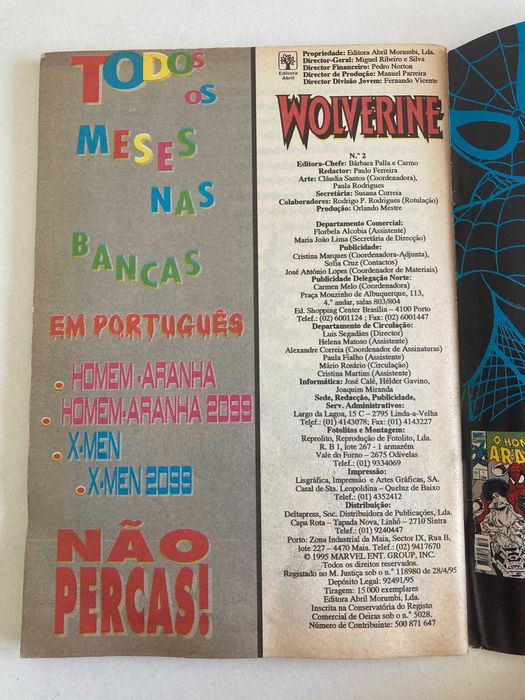 TODOS
OS
MESES
NAS
BANCAS
EM PORTUGUÊS
• HOMEM-ARANHA
• HOMEM-ARANHA 2099
• X-MEN
• X-MEN 2099
NÃO
PERCAS!
Editora
Abril
Propriedade: Editora Abril Morumbi, Lda.
Director-Geral: Miguel Ribeiro e Silva
Director Financeiro: Pedro Norton
Director de Produção: Manuel Parreira
Director Divisão Jovem: Fernando Vicente
WOLVERINE
N.º 2
Editora-Chefe: Bárbara Palla e Carmo
Redactor: Paulo Ferreira
Arte: Cláudia Santos (Coordenadora),
Paula Rodrigues
Secretária: Susana Correia
Colaboradores: Rodrigo P. Rodrigues (Rotulação)
Produção: Orlando Mestre
Departamento Comercial:
Florbela Alcobia (Assistente)
Maria João Lima (Secretária de Direcção)
Publicidade:
Cristina Marques (Coordenadora-Adjunta),
Sofia Cruz (Contactos)
José António Lopes (Coordenador de Materiais)
Publicidade Delegação Norte:
Carmen Melo (Coordenadora)
Praça Mouzinho de Albuquerque, 113,
4.º andar, salas 803/804
Ed. Shopping Center Brasília – 4100 Porto
Telef.: (02) 6001124 ; Fax: (02) 6001447
Departamento de Circulação:
Luis Segadães (Director)
Helena Matoso (Assistente)
Alexandre Correia (Coordenador de Assinaturas)
Paula Fialho (Assistente)
Mário Rosário (Circulação)
Cristina Martins (Assistente)
Informática: José Calé, Hélder Gavino,
Joaquim Miranda
Sede, Redacção, Publicidade,
Serv. Administrativos:
Largo da Lagoa, 15 C – 2795 Linda-a-Velha
Telef.: (01) 4143078; Fax: (01) 4143227
Fotolitos e Montagem:
Reprolito, Reprodução de Fotolito, Lda.
R. B 1, lote 267 - 1 armazém
Vale do Forno – 2675 Odivelas
Telef.: (01) 9334069
Impressão:
Lisgráfica, Impressão e Artes Gráficas, SA.
Casal de Sta. Leopoldina – Queluz de Baixo
Telef.: (01) 4352412
Distribuição:
Deltapress, Soc. Distribuidora de Publicações, Lda.
Capa Rota – Tapada Nova, Linhó – 2710 Sintra
Telef.: (01) 9240447
Porto: Zona Industrial da Maia, Sector IX, Rua B,
lote 227 – 4470 Maia. Telef.: (02) 9417670
© 1995 MARVEL ENT. GROUP, INC.
Todos os direitos reservados.
Registado no M. Justiça sob o n.º 118980 de 28/4/95
Depósito Legal: 92491/95
Tiragem: 15 000 exemplares
Editora Abril Morumbi, Lda.
Inscrita na Conservatória do Registo
Comercial de Oeiras sob o n.º 5028.
Número de Contribuinte: 500 871 647
O HOM